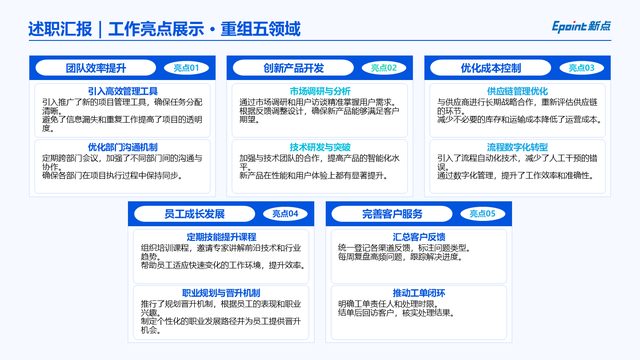 述职汇报｜工作亮点展示·重组五领域
Epoint新点
团队效率提升
亮点01
引入高效管理工具
引入推广了新的项目管理工具，确保任务分配
清晰。
避免了信息漏失和重复工作提高了项目的透明
度。
优化部门沟通机制
定期跨部门会议，加强了不同部门间的沟通与
协作。
确保各部门在项目执行过程中保持同步。
创新产品开发
亮点02
市场调研与分析
通过市场调研和用户访谈精准掌握用户需求。
根据反馈调整设计，确保新产品能够满足客户
期望。
技术研发与突破
加强与技术团队的合作，提高产品的智能化水
平。
新产品在性能和用户体验上都有显著提升。
优化成本控制
亮点03
供应链管理优化
与供应商进行长期战略合作，重新评估供应链
的环节。
减少不必要的库存和运输成本降低了运营成本。
流程数字化转型
引入了流程自动化技术，减少了人工干预的错
误。
通过数字化管理，提升了工作效率和准确性。
员工成长发展
亮点04
定期技能提升课程
组织培训课程，邀请专家讲解前沿技术和行业
趋势。
帮助员工适应快速变化的工作环境，提升效率。
职业规划与晋升机制
推行了规划晋升机制，根据员工的表现和职业
兴趣。
制定个性化的职业发展路径并为员工提供晋升
机会。
完善客户服务
亮点05
汇总客户反馈
统一登记各渠道反馈，标注问题类型。
每周复盘高频问题，跟踪解决进度。
推动工单闭环
明确工单责任人和处理时限。
结单后回访客户，核实处理结果。